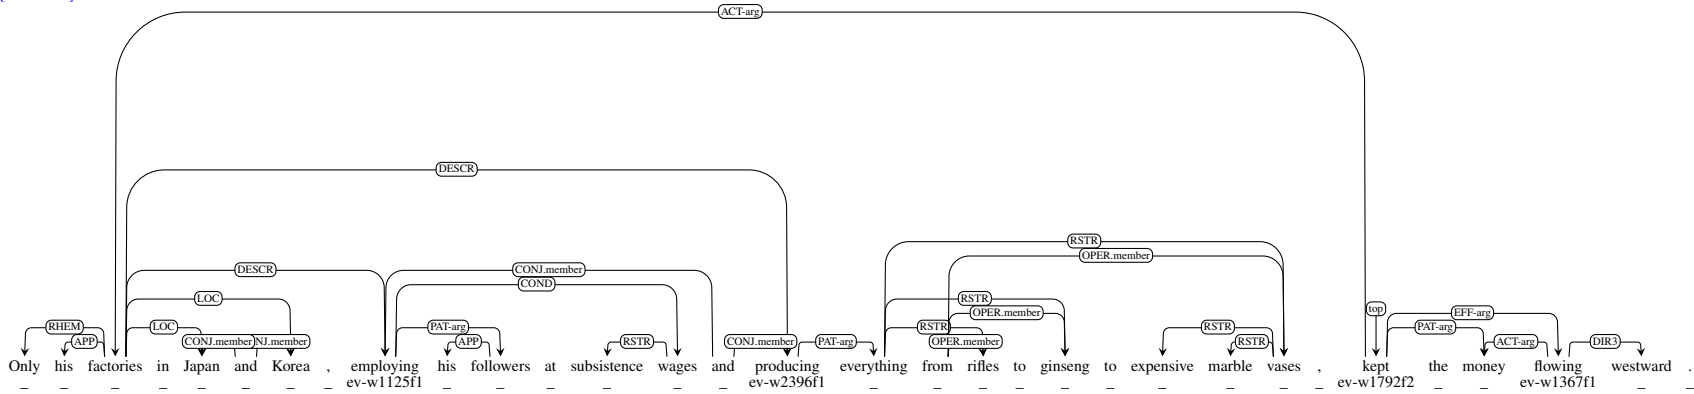 ACT-arg
DESCR
RSTR
OPER.member
DESCR CONJ.member
COND
LOC RSTR top
OPER.member EFF-arg
RHEM LOC PAT-arg RSTR RSTR PAT-arg
APP CONJ.member NJ.member APP RSTR CONJ.member PAT-arg OPER.member RSTR ACT-arg DIR3
Only his factories in Japan and Korea , employing his followers at subsistence wages and producing everything from rifles to ginseng to expensive marble vases , kept the money flowing westward .
_ _ _ _ _ _ _ _ ev-w1125f1 _ _ _ _ _ _ ev-w2396f1 _ _ _ _ _ _ _ _ _ _ ev-w1792f2 _ _ ev-w1367f1 _ _